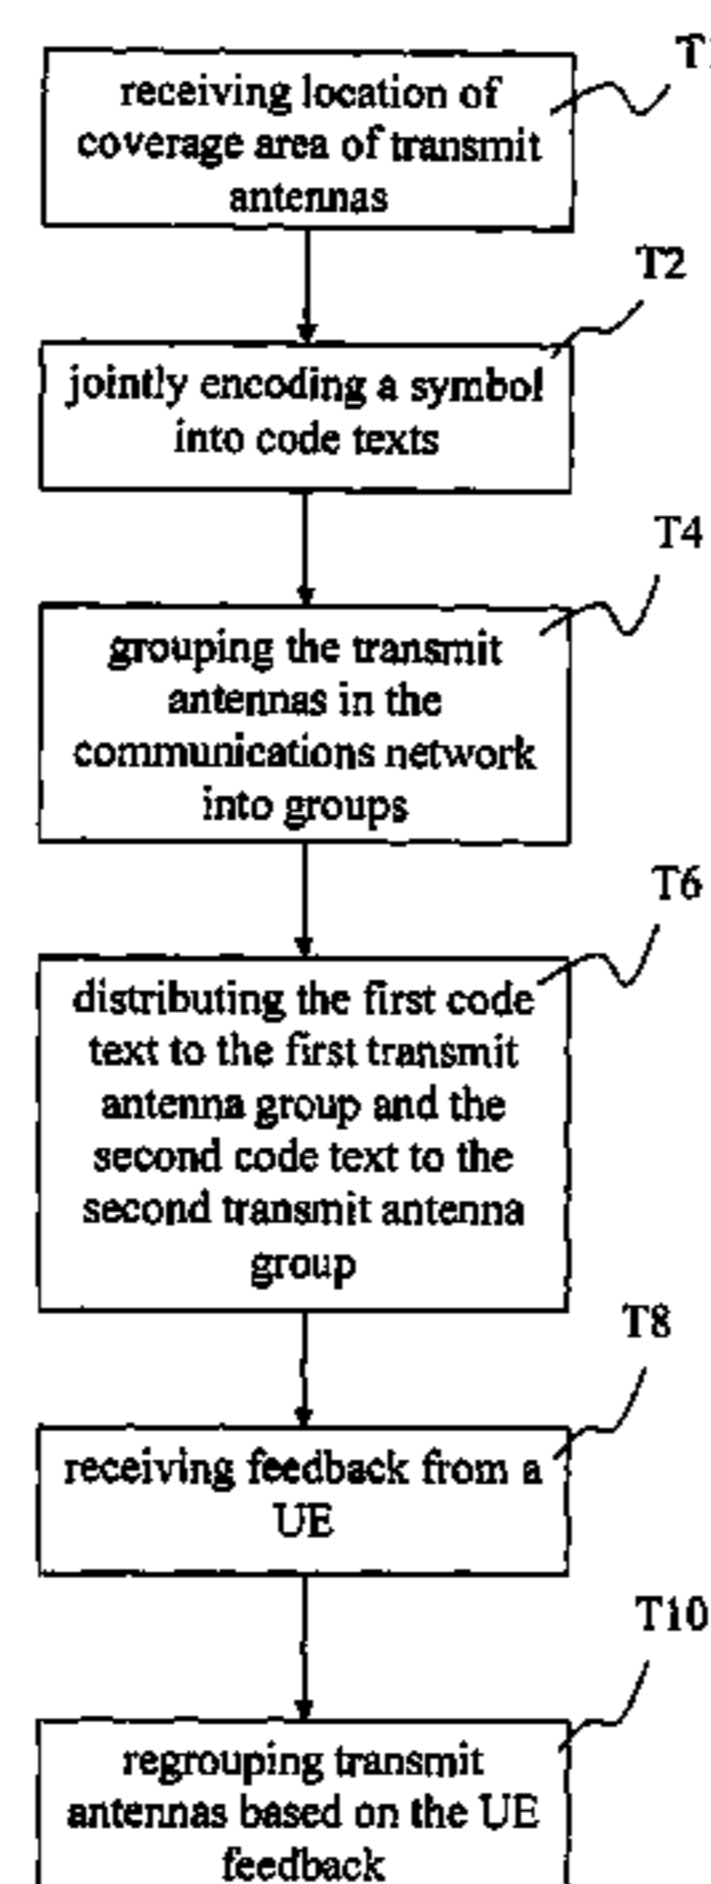 T1
receiving location of
coverage area of transmit
antennas
T2
jointly encoding a symbol
into code texts
T4
grouping the transmit
antennas in the
communications network
into groups
T6
distributing the first code
text to the first transmit
antenna group and the
second code text to the
second transmit antenna
group
T8
receiving feedback from a
UE
T10
regrouping transmit
antennas based on the UE
feedback